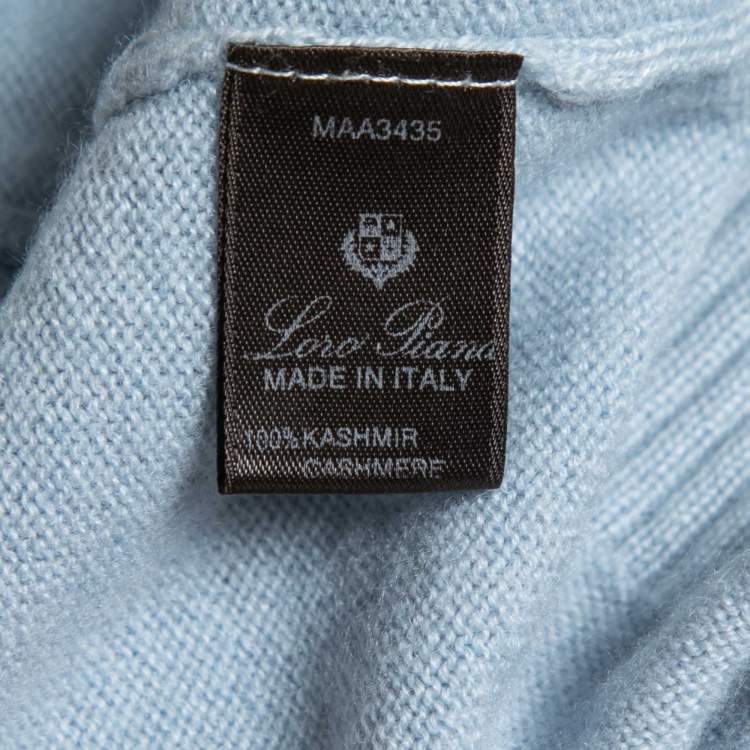 MAA3435
Loro Piana
MADE IN ITALY
100% KASHMIR
CASHMERE